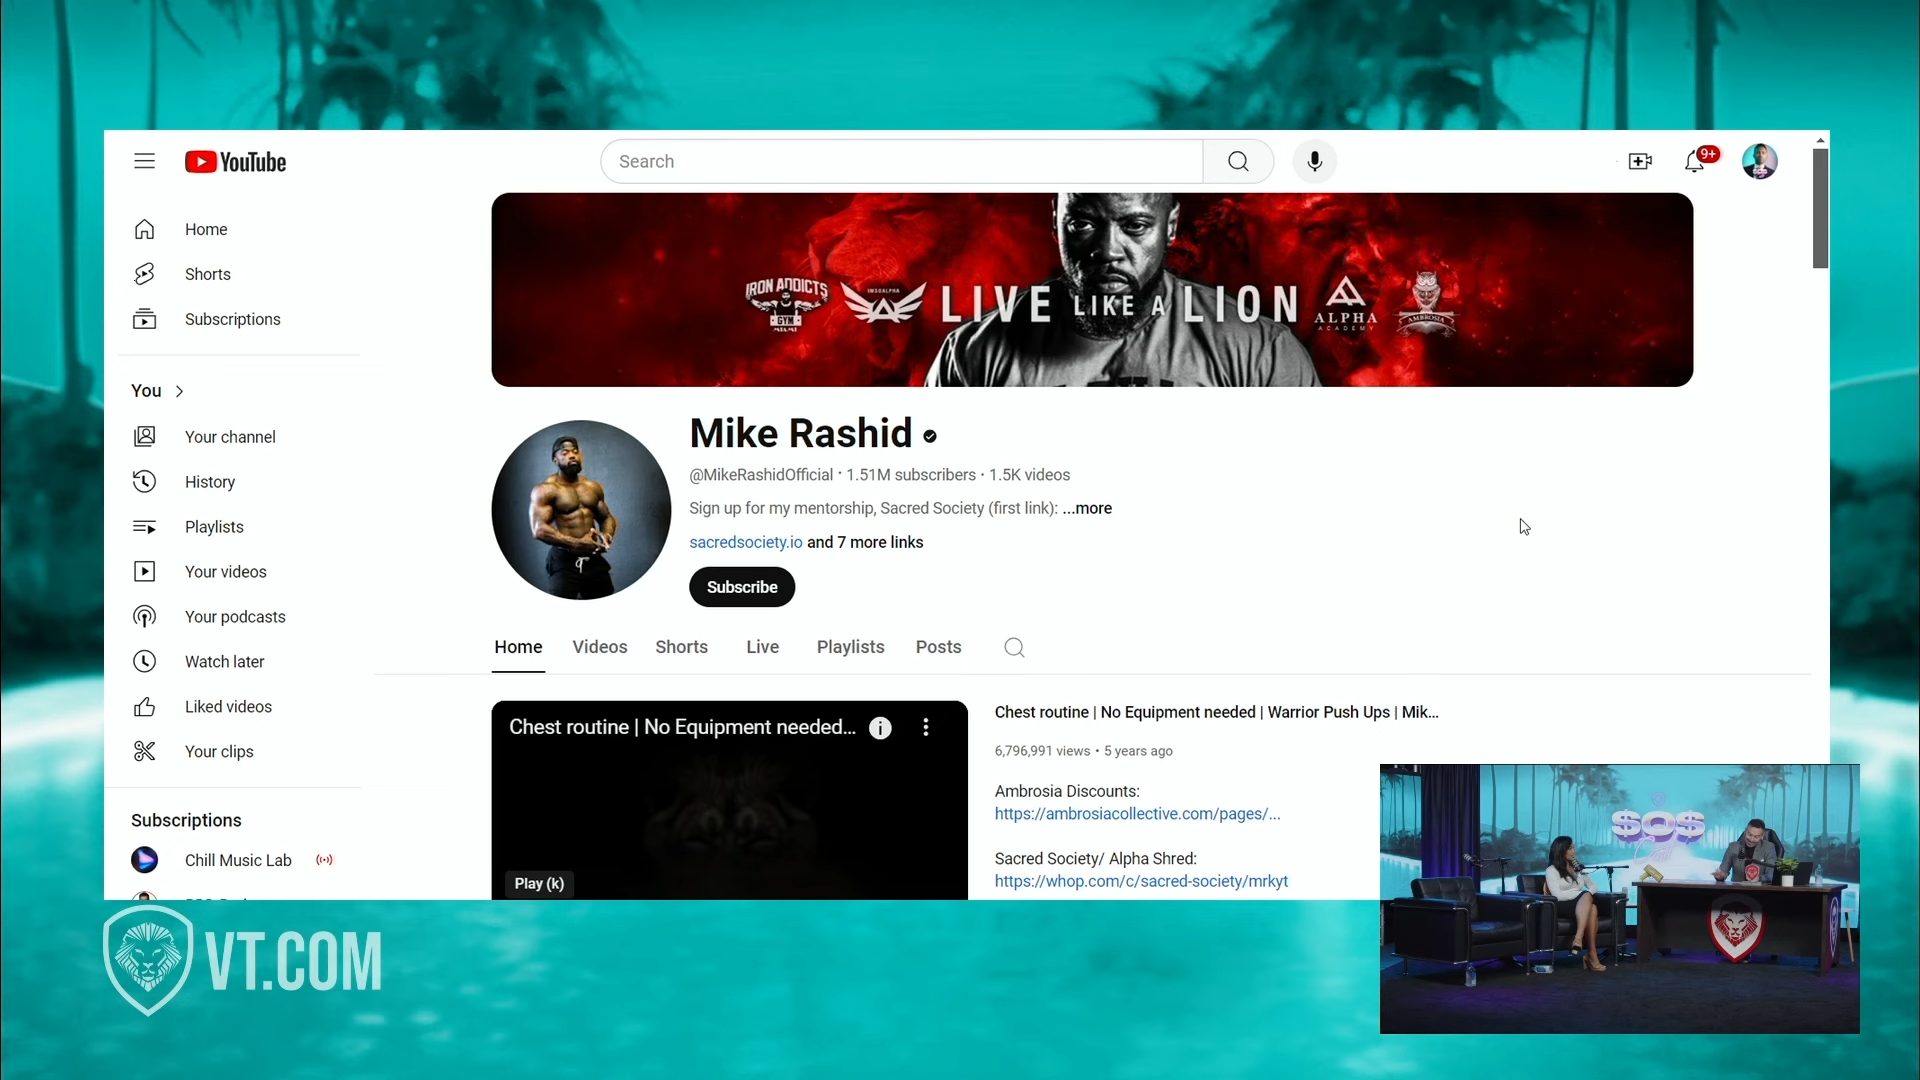 YouTube
Search
9+
Home
Shorts
Subscriptions
You
Your channel
History
Playlists
Your videos
Your podcasts
Watch later
Liked videos
Your clips
Subscriptions
Chill Music Lab
IRON ADDICTS
GYM
MIAMI
IMSOALPHA
LIVE LIKE A LION
ALPHA
ACADEMY
AMBROSIA
Mike Rashid
@MikeRashidOfficial · 1.51M subscribers · 1.5K videos
Sign up for my mentorship, Sacred Society (first link): ...more
sacredsociety.io and 7 more links
Subscribe
Home Videos Shorts Live Playlists Posts
Chest routine | No Equipment needed...
Play (k)
Chest routine | No Equipment needed | Warrior Push Ups | Mik...
6,796,991 views · 5 years ago
Ambrosia Discounts:
https://ambrosiacollective.com/pages/...
Sacred Society/ Alpha Shred:
https://whop.com/c/sacred-society/mrkyt
$O$
VT.COM